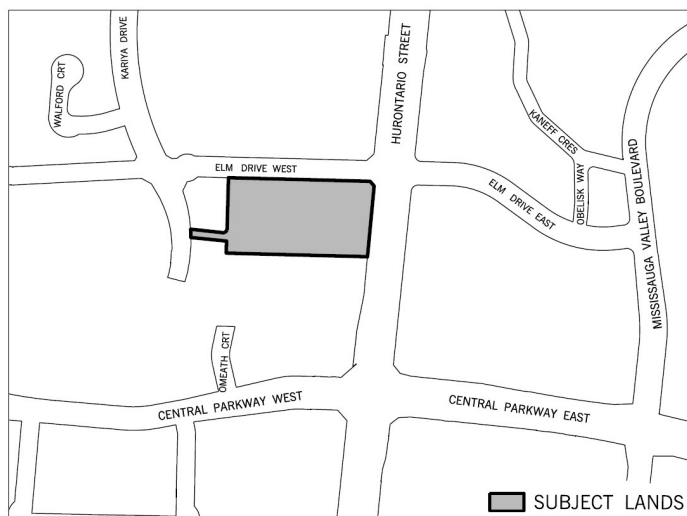 KARIYA DRIVE
WALFORD CRT
HURONTARIO STREET
KANEFF CRES
ELM DRIVE WEST
ELM DRIVE EAST
OBELISK WAY
MISSISSAUGA VALLEY BOULEVARD
OMEATH CRT
CENTRAL PARKWAY WEST
CENTRAL PARKWAY EAST
SUBJECT LANDS